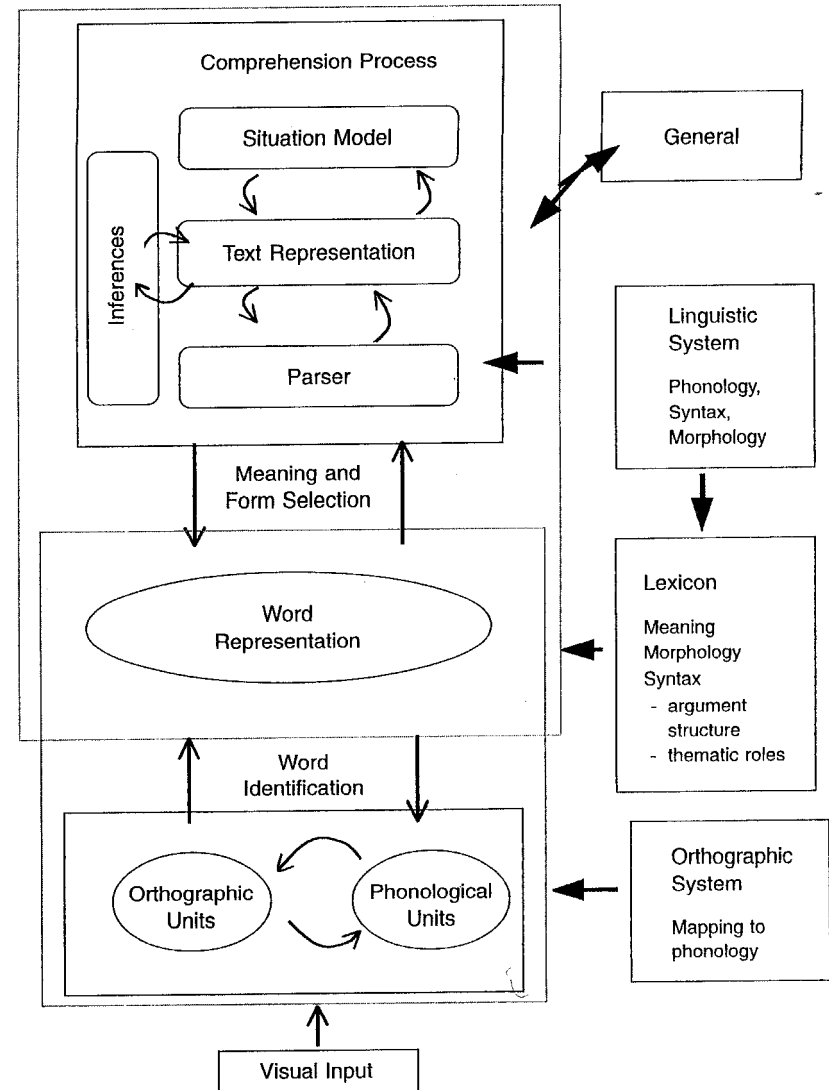 Comprehension Process
Situation Model
Text Representation
Inferences
Parser
Meaning and
Form Selection
Word
Representation
Word
Identification
Orthographic
Units
Phonological
Units
Visual Input
General
Linguistic
System
Phonology,
Syntax,
Morphology
Lexicon
Meaning
Morphology
Syntax
- argument
structure
- thematic roles
Orthographic
System
Mapping to
phonology